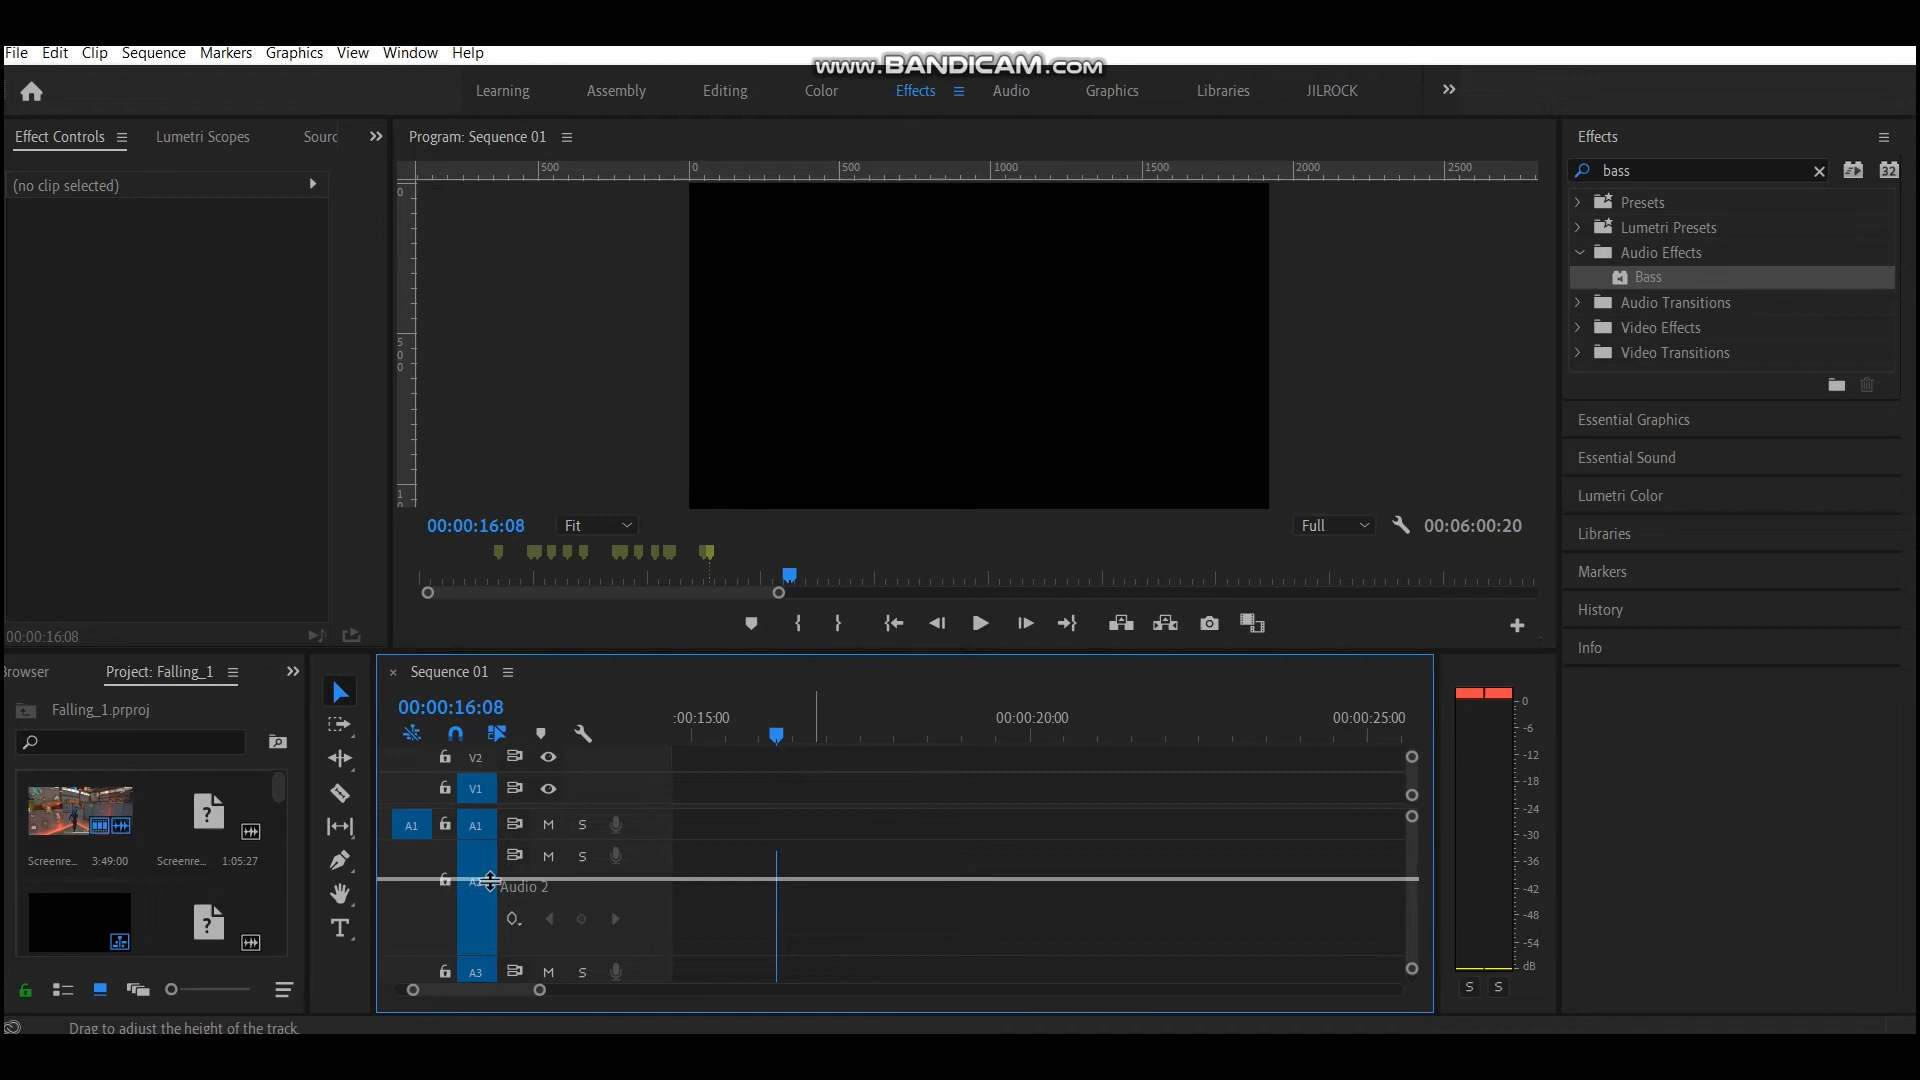 File Edit Clip Sequence Markers Graphics View Window Help
www.BANDICAM.com
Learning Assembly Editing Color Effects Audio Graphics Libraries JILROCK
Effect Controls Lumetri Scopes Sourc
Program: Sequence 01
Effects
500 0 500 1000 1500 2000 2500
(no clip selected)
bass
32
Presets
Lumetri Presets
Audio Effects
Bass
Audio Transitions
Video Effects
Video Transitions
0
500
10
Essential Graphics
Essential Sound
Lumetri Color
Libraries
Markers
History
Info
00:00:16:08 Fit Full 00:06:00:20
00:00:16:08
Browser Project: Falling_1
Falling_1.prproj
Screenre... 3:49:00 Screenre... 1:05:27
Sequence 01
00:00:16:08
:00:15:00 00:00:20:00 00:00:25:00
V2
V1
A1 A1 M S
M S
A2 Audio 2
A3 M S
0
-6
-12
-18
-24
-30
-36
-42
-48
-54
dB
S S
Drag to adjust the height of the track.